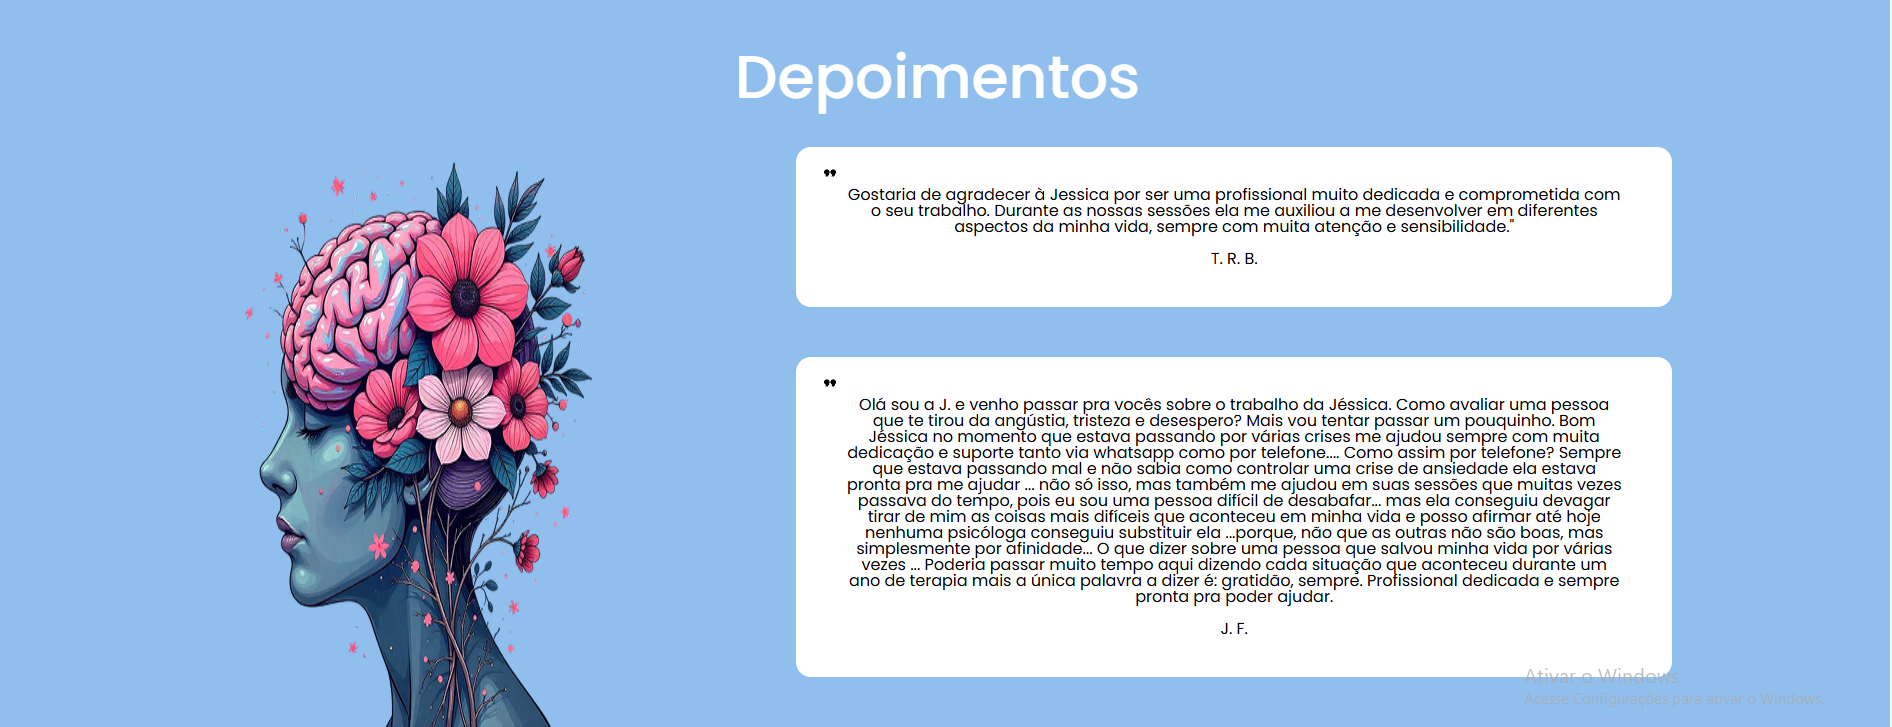 Depoimentos
❞
Gostaria de agradecer à Jessica por ser uma profissional muito dedicada e comprometida com
o seu trabalho. Durante as nossas sessões ela me auxiliou a me desenvolver em diferentes
aspectos da minha vida, sempre com muita atenção e sensibilidade."
T. R. B.
❞
Olá sou a J. e venho passar pra vocês sobre o trabalho da Jéssica. Como avaliar uma pessoa
que te tirou da angústia, tristeza e desespero? Mais vou tentar passar um pouquinho. Bom
Jéssica no momento que estava passando por várias crises me ajudou sempre com muita
dedicação e suporte tanto via whatsapp como por telefone.... Como assim por telefone? Sempre
que estava passando mal e não sabia como controlar uma crise de ansiedade ela estava
pronta pra me ajudar ... não só isso, mas também me ajudou em suas sessões que muitas vezes
passava do tempo, pois eu sou uma pessoa difícil de desabafar... mas ela conseguiu devagar
tirar de mim as coisas mais difíceis que aconteceu em minha vida e posso afirmar até hoje
nenhuma psicóloga conseguiu substituir ela ...porque, não que as outras não são boas, mas
simplesmente por afinidade... O que dizer sobre uma pessoa que salvou minha vida por várias
vezes ... Poderia passar muito tempo aqui dizendo cada situação que aconteceu durante um
ano de terapia mais a única palavra a dizer é: gratidão, sempre. Profissional dedicada e sempre
pronta pra poder ajudar.
J. F.
Ativar o Windows
Acesse Configurações para ativar o Windows.